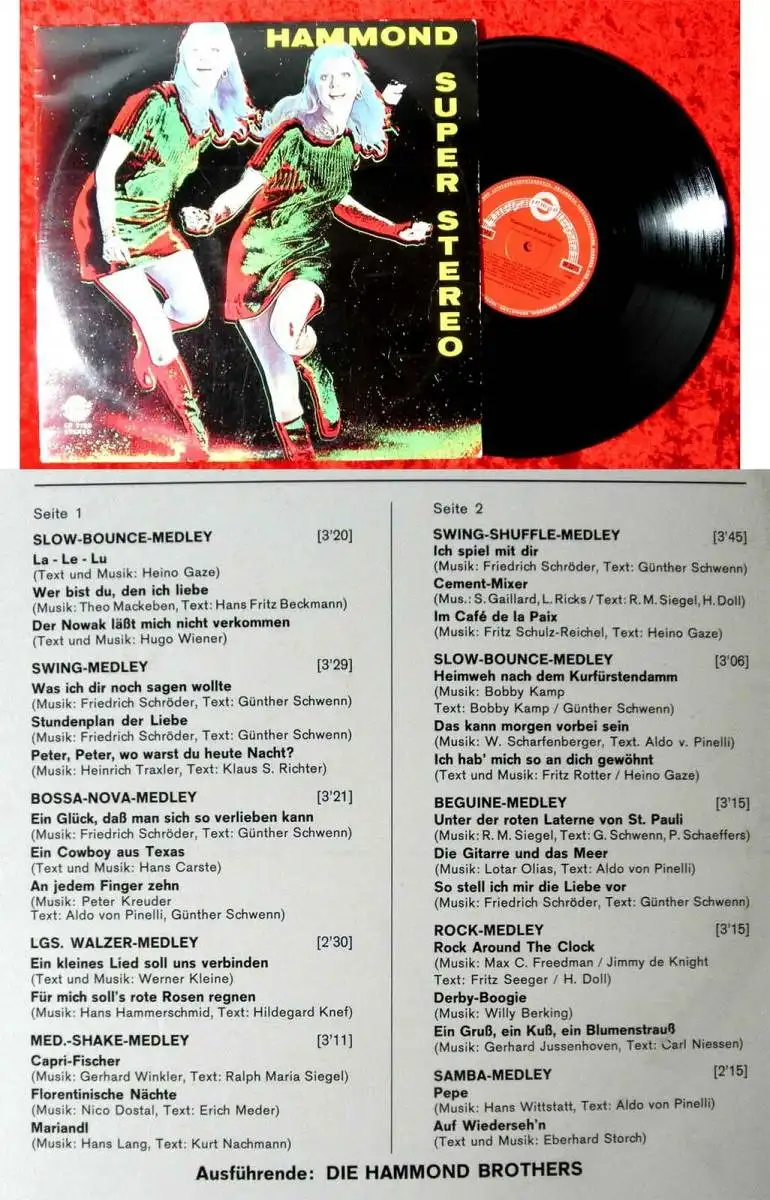 HAMMOND
SUPER STEREO
STEREO
Hammond Super Stereo
Seite 1
SLOW-BOUNCE-MEDLEY [3'20]
La - Le - Lu
(Text und Musik: Heino Gaze)
Wer bist du, den ich liebe
(Musik: Theo Mackeben, Text: Hans Fritz Beckmann)
Der Nowak läßt mich nicht verkommen
(Text und Musik: Hugo Wiener)
SWING-MEDLEY [3'29]
Was ich dir noch sagen wollte
(Musik: Friedrich Schröder, Text: Günther Schwenn)
Stundenplan der Liebe
(Musik: Friedrich Schröder, Text: Günther Schwenn)
Peter, Peter, wo warst du heute Nacht?
(Musik: Heinrich Traxler, Text: Klaus S. Richter)
BOSSA-NOVA-MEDLEY [3'21]
Ein Glück, daß man sich so verlieben kann
(Musik: Friedrich Schröder, Text: Günther Schwenn)
Ein Cowboy aus Texas
(Text und Musik: Hans Carste)
An jedem Finger zehn
(Musik: Peter Kreuder
Text: Aldo von Pinelli, Günther Schwenn)
LGS. WALZER-MEDLEY [2'30]
Ein kleines Lied soll uns verbinden
(Text und Musik: Werner Kleine)
Für mich soll's rote Rosen regnen
(Musik: Hans Hammerschmid, Text: Hildegard Knef)
MED.-SHAKE-MEDLEY [3'11]
Capri-Fischer
(Musik: Gerhard Winkler, Text: Ralph Maria Siegel)
Florentinische Nächte
(Musik: Nico Dostal, Text: Erich Meder)
Mariandl
(Musik: Hans Lang, Text: Kurt Nachmann)
Seite 2
SWING-SHUFFLE-MEDLEY [3'45]
Ich spiel mit dir
(Musik: Friedrich Schröder, Text: Günther Schwenn)
Cement-Mixer
(Mus.: S. Gaillard, L. Ricks / Text: R. M. Siegel, H. Doll)
Im Café de la Paix
(Musik: Fritz Schulz-Reichel, Text: Heino Gaze)
SLOW-BOUNCE-MEDLEY [3'06]
Heimweh nach dem Kurfürstendamm
(Musik: Bobby Kamp
Text: Bobby Kamp / Günther Schwenn)
Das kann morgen vorbei sein
(Musik: W. Scharfenberger, Text. Aldo v. Pinelli)
Ich hab' mich so an dich gewöhnt
(Text und Musik: Fritz Rotter / Heino Gaze)
BEGUINE-MEDLEY [3'15]
Unter der roten Laterne von St. Pauli
(Musik: R. M. Siegel, Text: G. Schwenn, P. Schaeffers)
Die Gitarre und das Meer
(Musik: Lotar Olias, Text: Aldo von Pinelli)
So stell ich mir die Liebe vor
(Musik: Friedrich Schröder, Text: Günther Schwenn)
ROCK-MEDLEY [3'15]
Rock Around The Clock
(Musik: Max C. Freedman / Jimmy de Knight
Text: Fritz Seeger / H. Doll)
Derby-Boogie
(Musik: Willy Berking)
Ein Gruß, ein Kuß, ein Blumenstrauß
(Musik: Gerhard Jussenhoven, Text: Carl Niessen)
SAMBA-MEDLEY [2'15]
Pepe
(Musik: Hans Wittstatt, Text: Aldo von Pinelli)
Auf Wiederseh'n
(Text und Musik: Eberhard Storch)
Ausführende: DIE HAMMOND BROTHERS